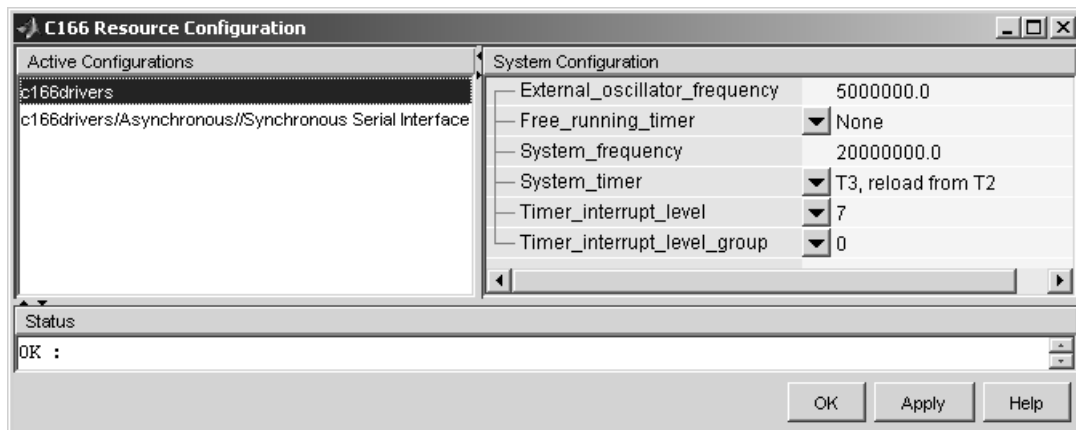 C166 Resource Configuration
Active Configurations
c166drivers
c166drivers/Asynchronous//Synchronous Serial Interface
System Configuration
External_oscillator_frequency 5000000.0
Free_running_timer None
System_frequency 20000000.0
System_timer T3, reload from T2
Timer_interrupt_level 7
Timer_interrupt_level_group 0
Status
OK :
OK Apply Help